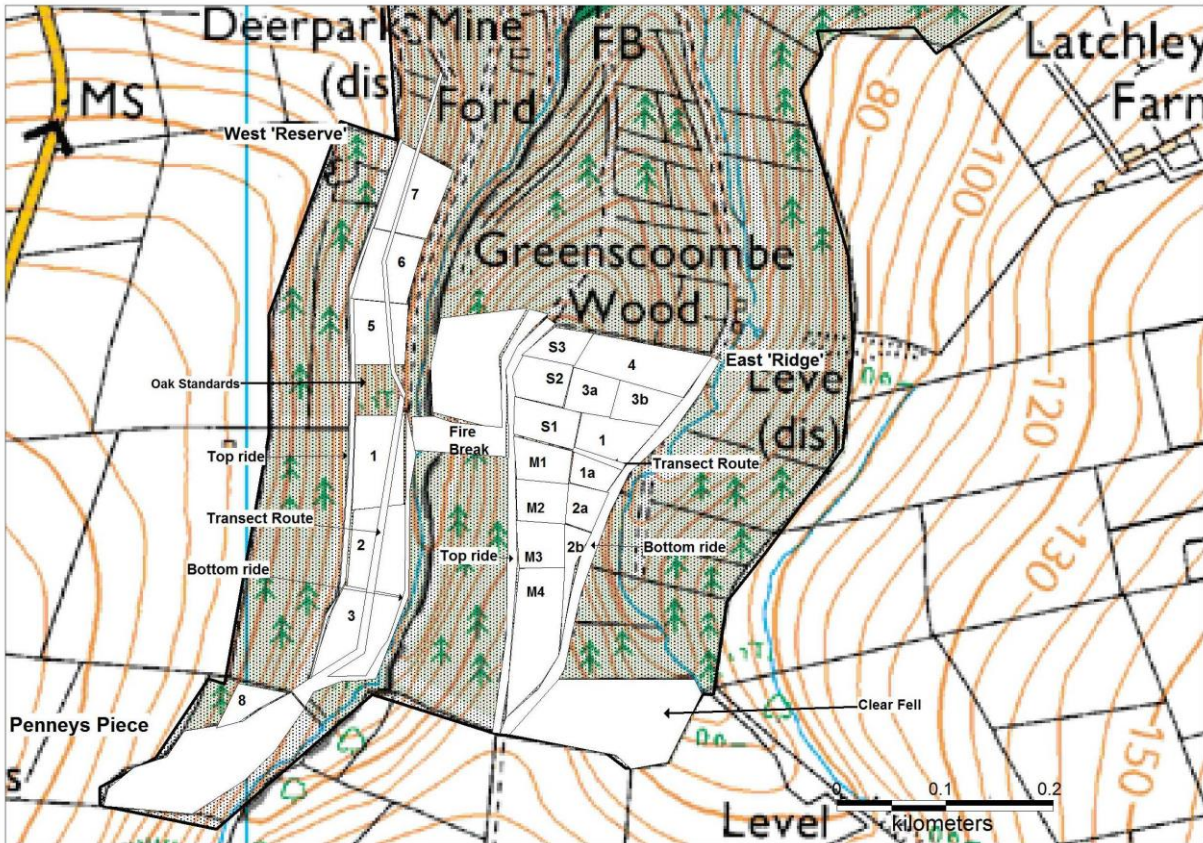 Deerpark Mine
(dis)
MS
Ford
FB
Latchley
Farm
West 'Reserve'
80
100
7
6
5
Greenscoombe
Wood
S3
4
East 'Ridge'
Leve
(dis)
S2
3a
3b
Oak Standards
S1
1
120
Fire
Break
1
Top ride
M1
1a
Transect Route
M2
2a
Transect Route
2
Top ride
M3
2b
Bottom ride
130
Bottom ride
M4
3
8
Clear Fell
Penneys Piece
s
150
0
0.1
0.2
kilometers
Level